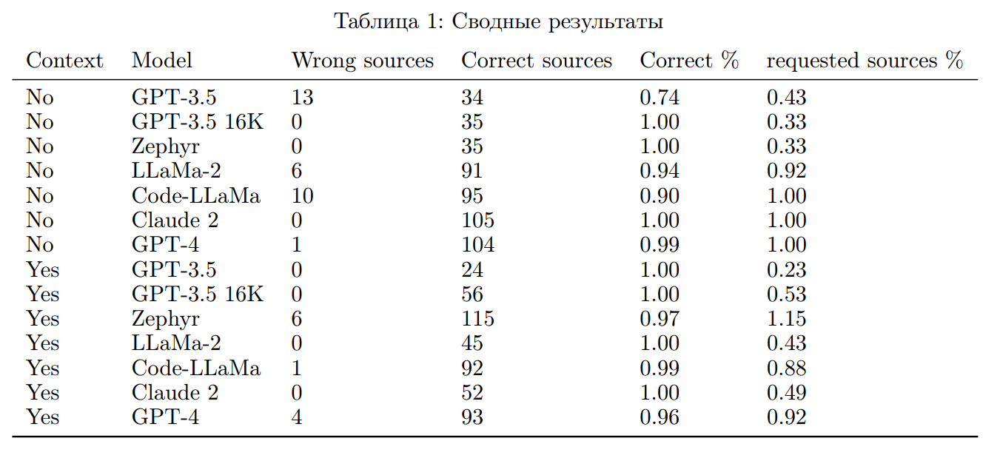 Таблица 1: Сводные результаты
Context Model Wrong sources Correct sources Correct % requested sources %
No GPT-3.5 13 34 0.74 0.43
No GPT-3.5 16K 0 35 1.00 0.33
No Zephyr 0 35 1.00 0.33
No LLaMa-2 6 91 0.94 0.92
No Code-LLaMa 10 95 0.90 1.00
No Claude 2 0 105 1.00 1.00
No GPT-4 1 104 0.99 1.00
Yes GPT-3.5 0 24 1.00 0.23
Yes GPT-3.5 16K 0 56 1.00 0.53
Yes Zephyr 6 115 0.97 1.15
Yes LLaMa-2 0 45 1.00 0.43
Yes Code-LLaMa 1 92 0.99 0.88
Yes Claude 2 0 52 1.00 0.49
Yes GPT-4 4 93 0.96 0.92